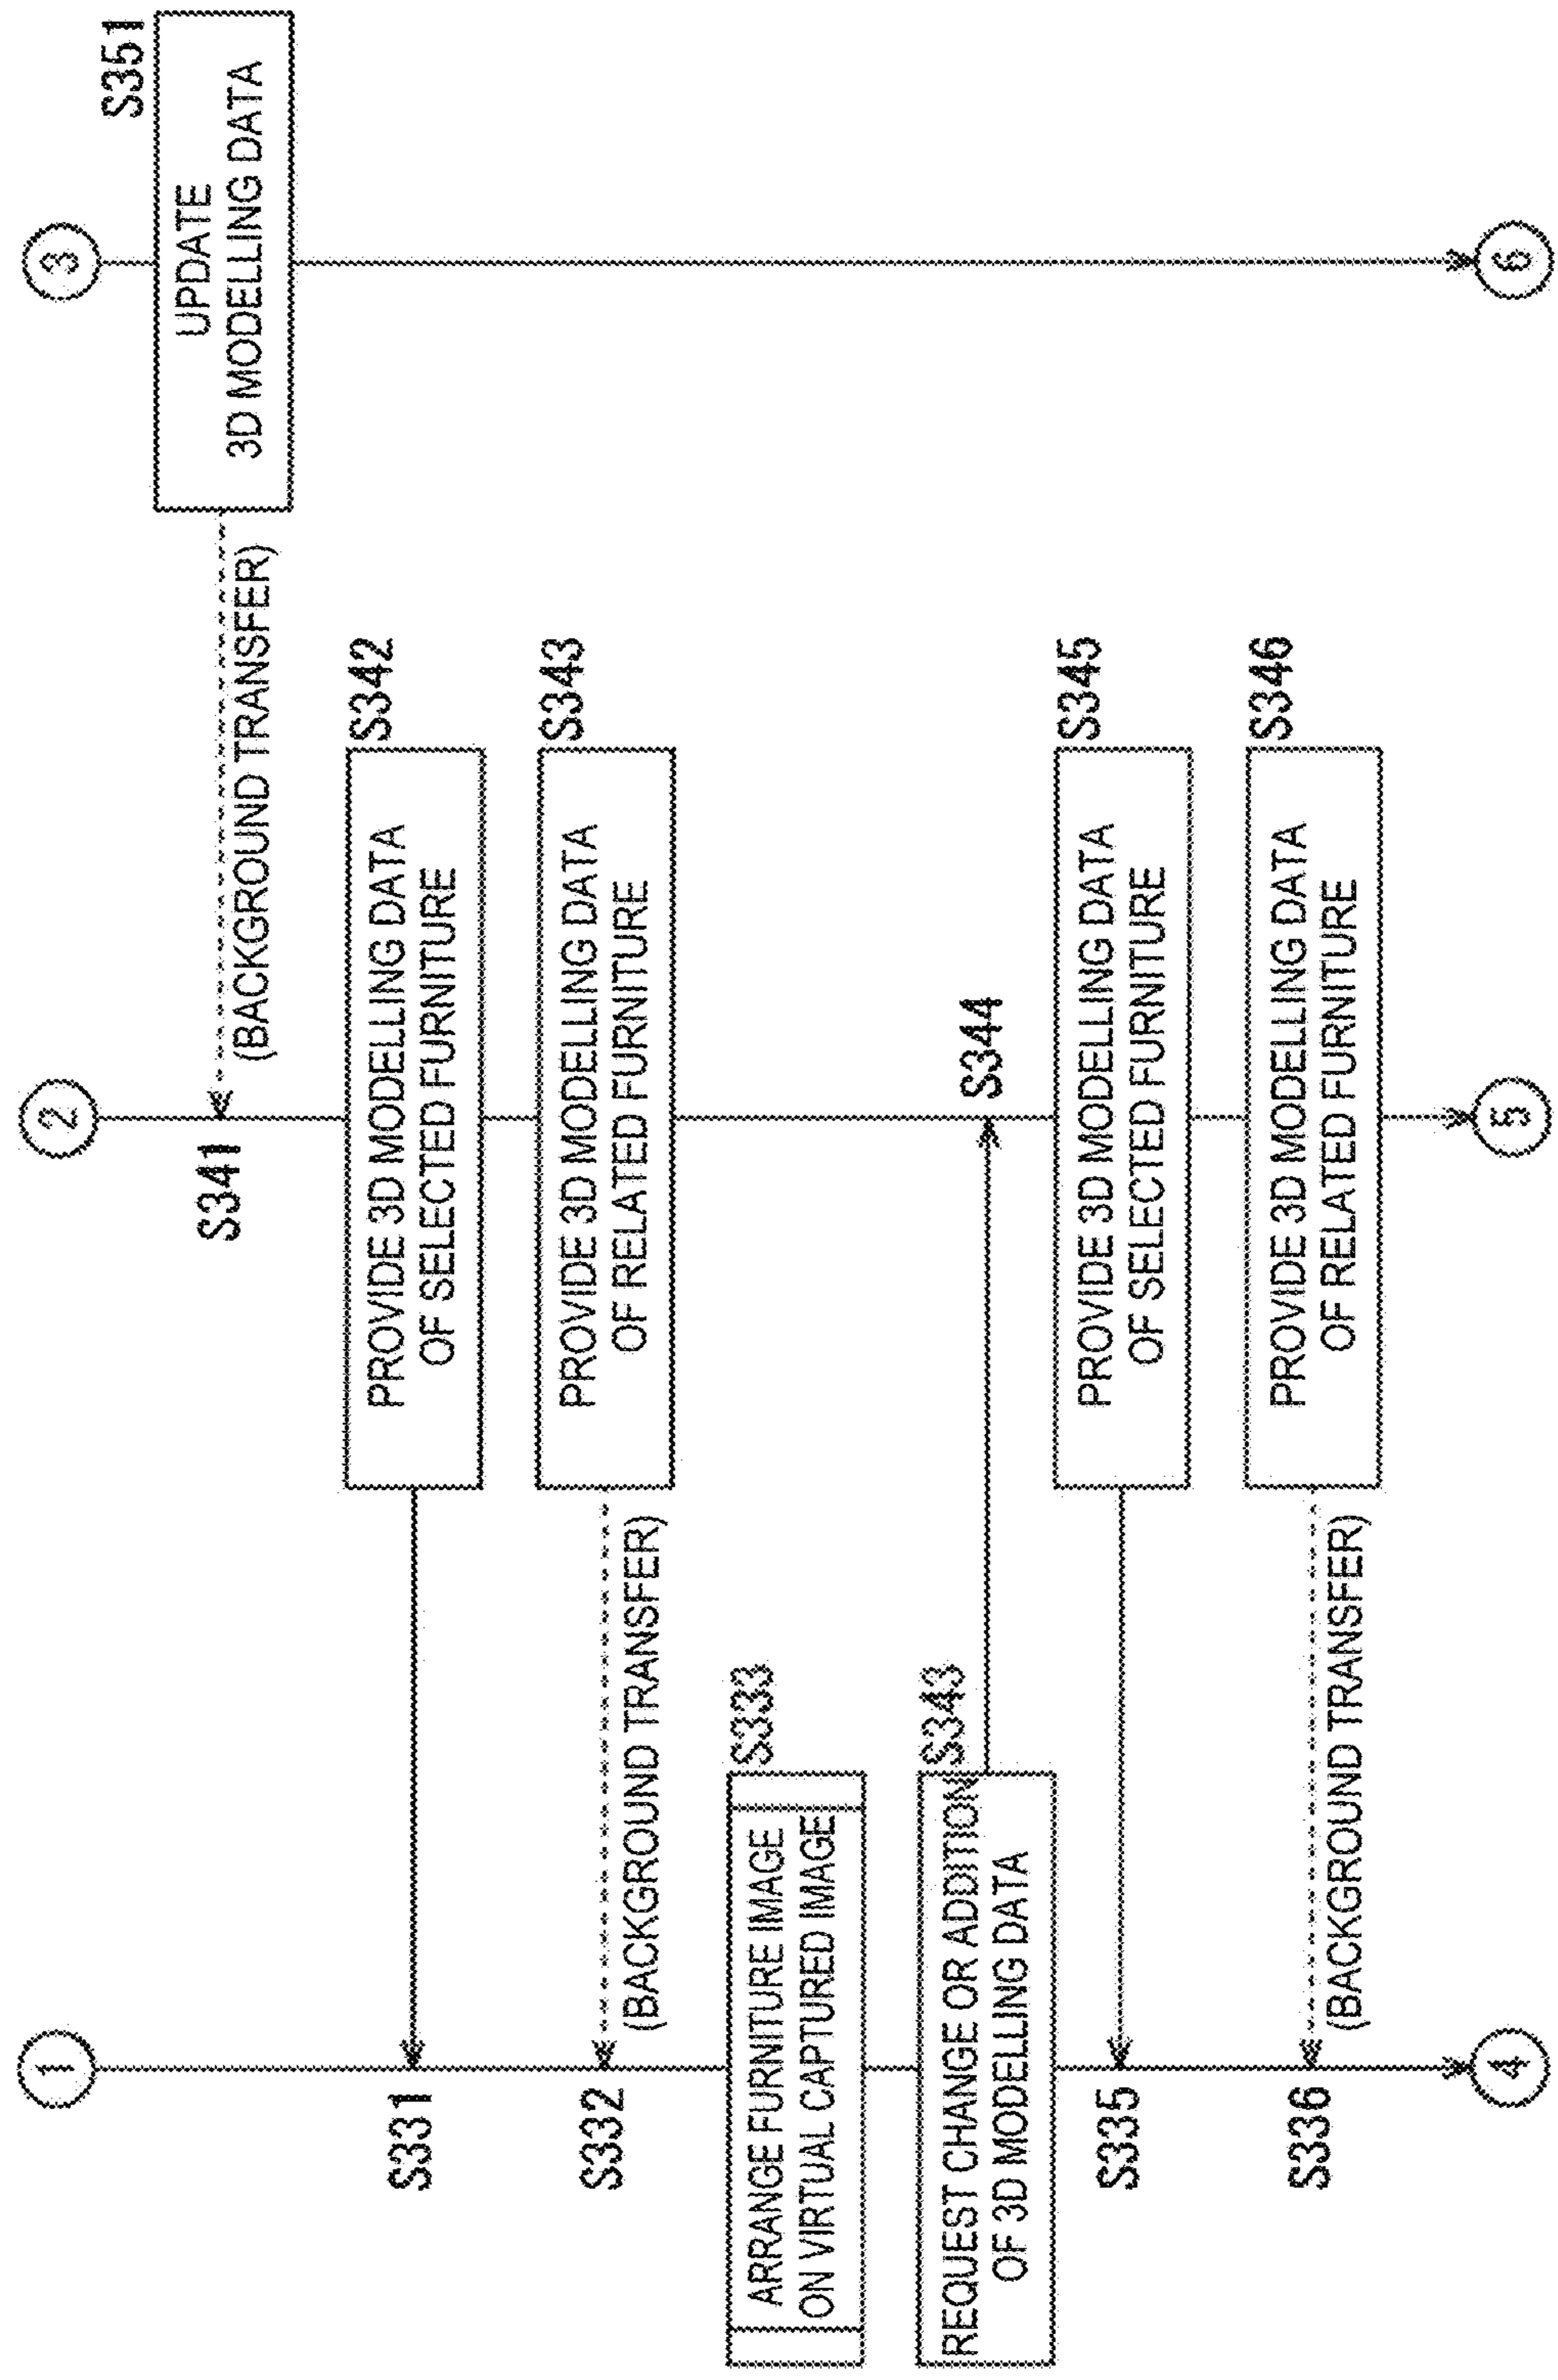 1
2
3
S351
UPDATE
3D MODELLING DATA
(BACKGROUND TRANSFER)
S341
S342
PROVIDE 3D MODELLING DATA
OF SELECTED FURNITURE
S331
S343
PROVIDE 3D MODELLING DATA
OF RELATED FURNITURE
S332
(BACKGROUND TRANSFER)
S333
ARRANGE FURNITURE IMAGE
ON VIRTUAL CAPTURED IMAGE
S343
REQUEST CHANGE OR ADDITION
OF 3D MODELLING DATA
S344
S345
PROVIDE 3D MODELLING DATA
OF SELECTED FURNITURE
S335
S346
PROVIDE 3D MODELLING DATA
OF RELATED FURNITURE
S336
(BACKGROUND TRANSFER)
4
5
6